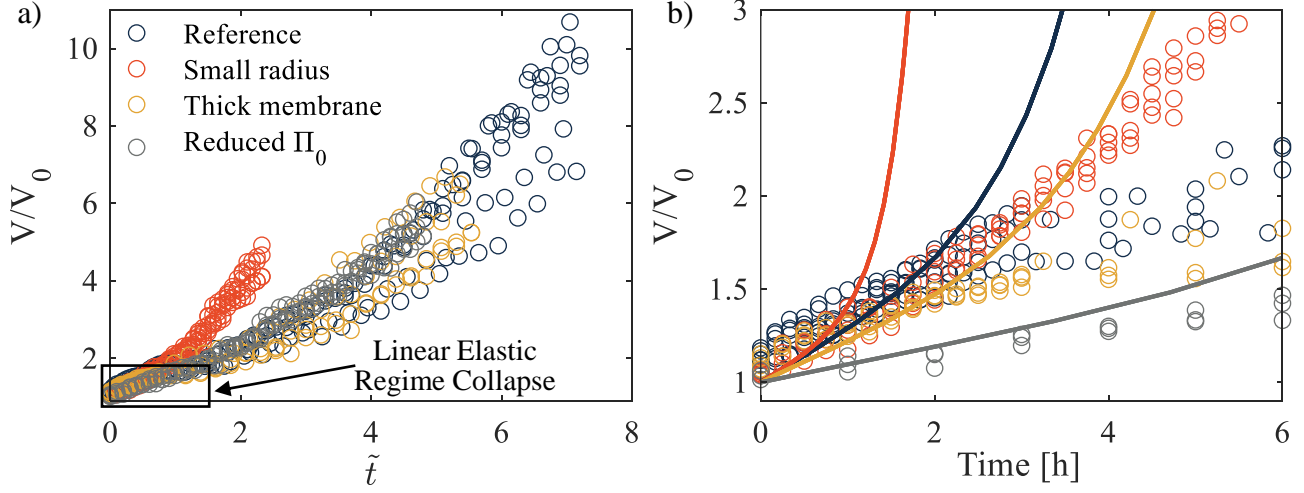 a)
V/V0
10
8
6
4
2
Reference
Small radius
Thick membrane
Reduced Π0
Linear Elastic
Regime Collapse
0 2 4 6 8
t̃
b)
V/V0
3
2.5
2
1.5
1
0 2 4 6
Time [h]